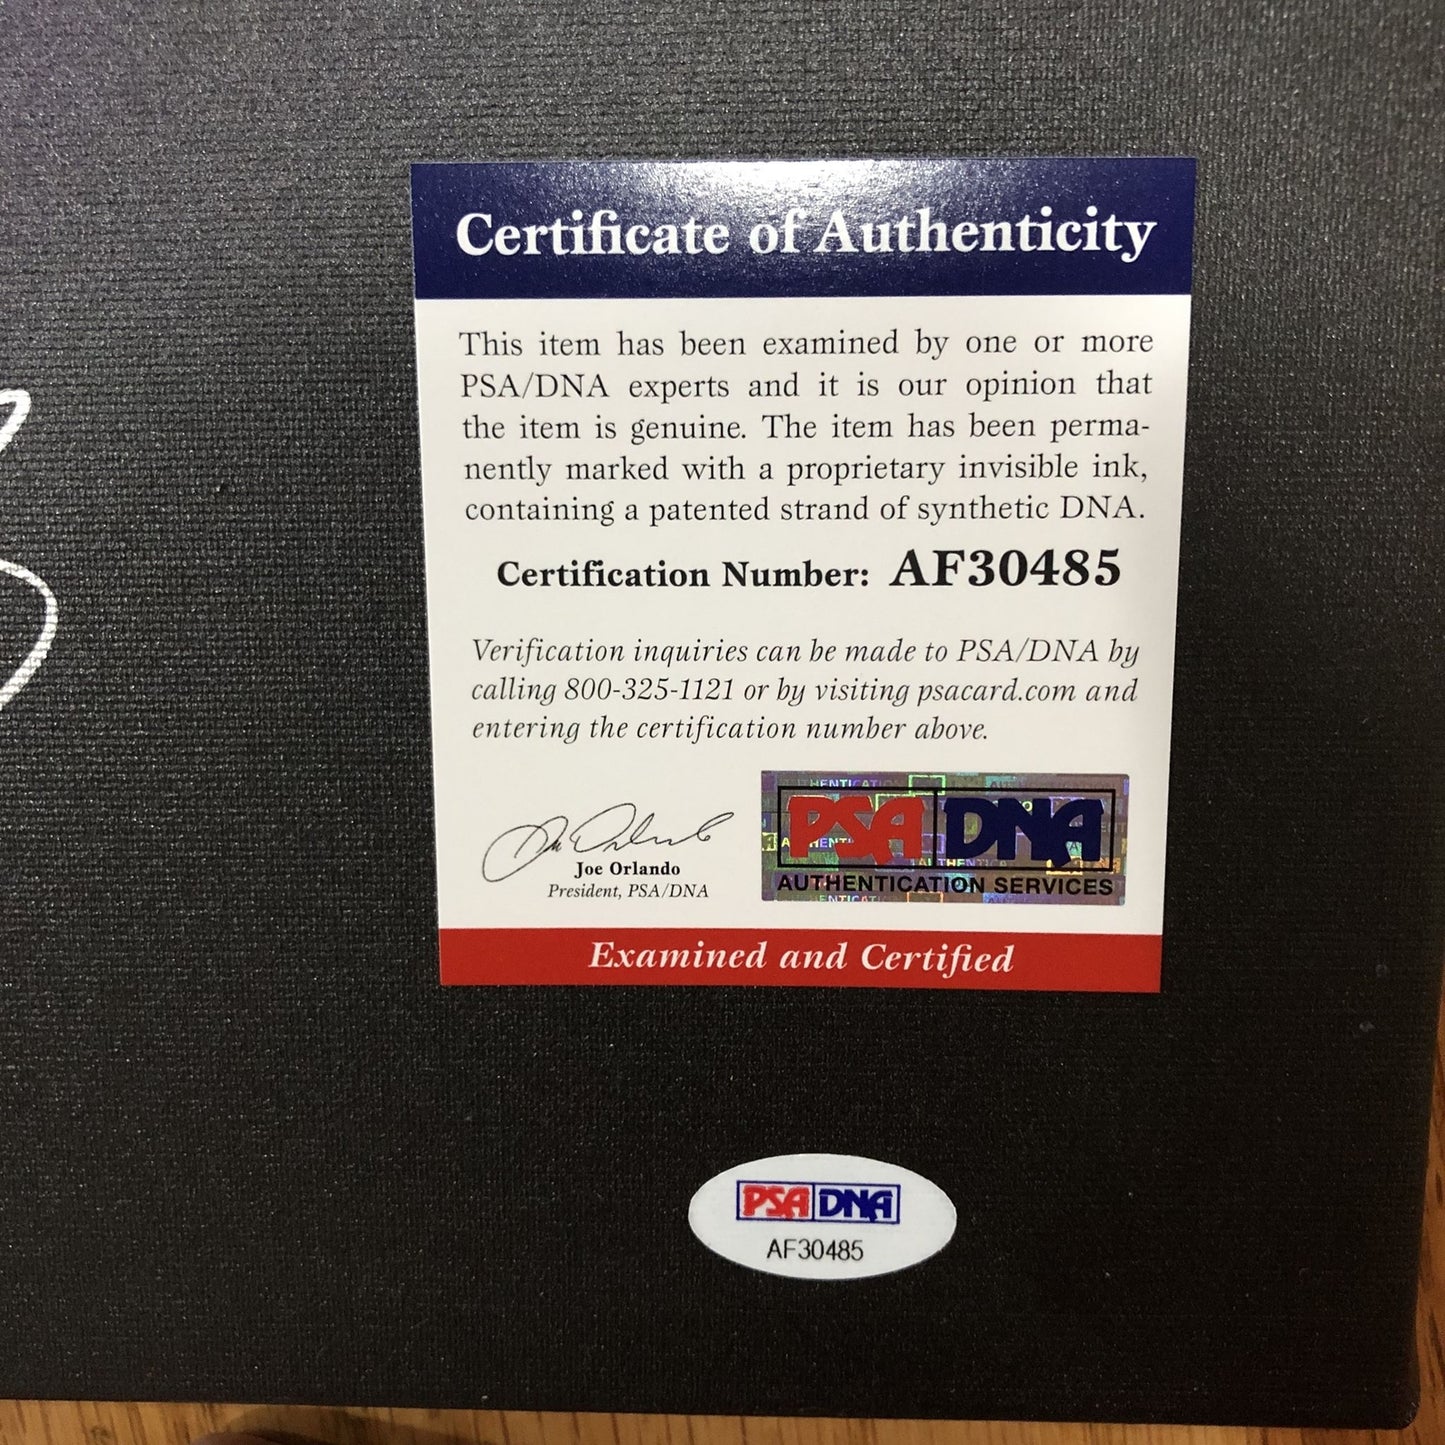 Certificate of Authenticity
This item has been examined by one or more
PSA/DNA experts and it is our opinion that
the item is genuine. The item has been perma-
nently marked with a proprietary invisible ink,
containing a patented strand of synthetic DNA.
Certification Number: AF30485
Verification inquiries can be made to PSA/DNA by
calling 800-325-1121 or by visiting psacard.com and
entering the certification number above.
Joe Orlando
President, PSA/DNA
PSA DNA
AUTHENTICATION SERVICES
Examined and Certified
PSA DNA
AF30485